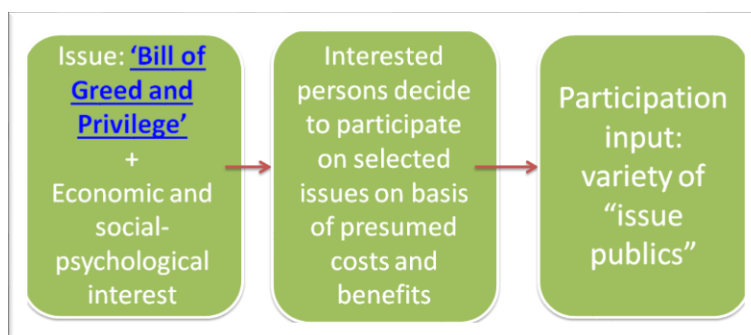 Issue: 'Bill of
Greed and
Privilege'
+
Economic and
social-
psychological
interest
Interested
persons decide
to participate
on selected
issues on basis
of presumed
costs and
benefits
Participation
input:
variety of
“issue
publics”